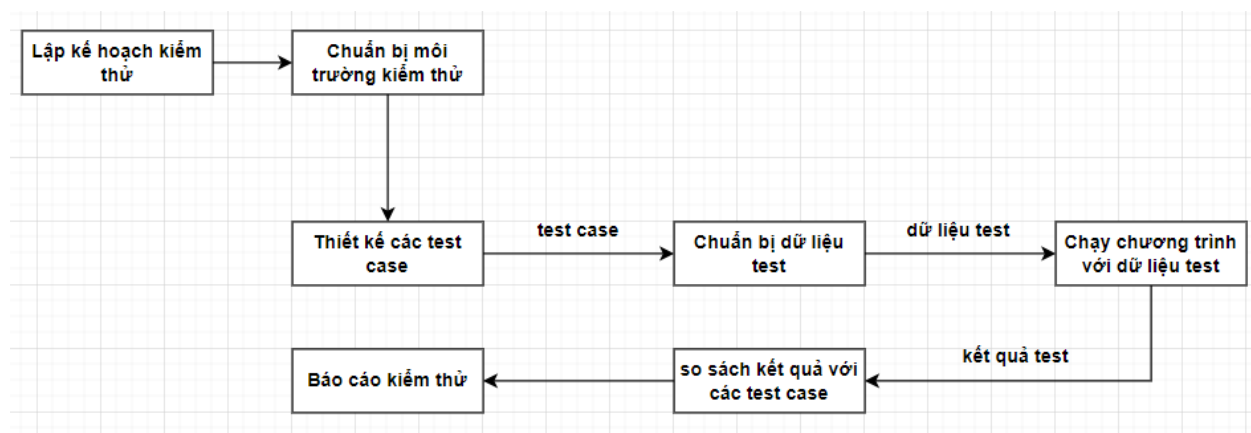 Lập kế hoạch kiểm
thử
Chuẩn bị môi
trường kiểm thử
Thiết kế các test
case
test case
Chuẩn bị dữ liệu
test
dữ liệu test
Chạy chương trình
với dữ liệu test
kết quả test
so sách kết quả với
các test case
Báo cáo kiểm thử